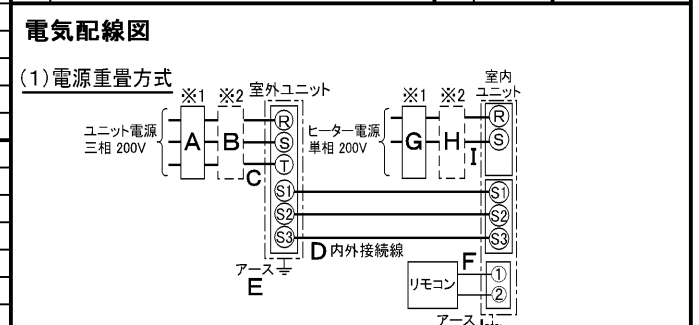 電気配線図
(1)電源重畳方式
※1 ※2 室外ユニット
ユニット電源
三相 200V
A B C
R
S
T
S1
S2
S3
アース
E
D 内外接続線
※1 ※2 室内
ユニット
ヒーター電源
単相 200V
G H I
R
S
S1
S2
S3
F
リモコン
①
②
アース